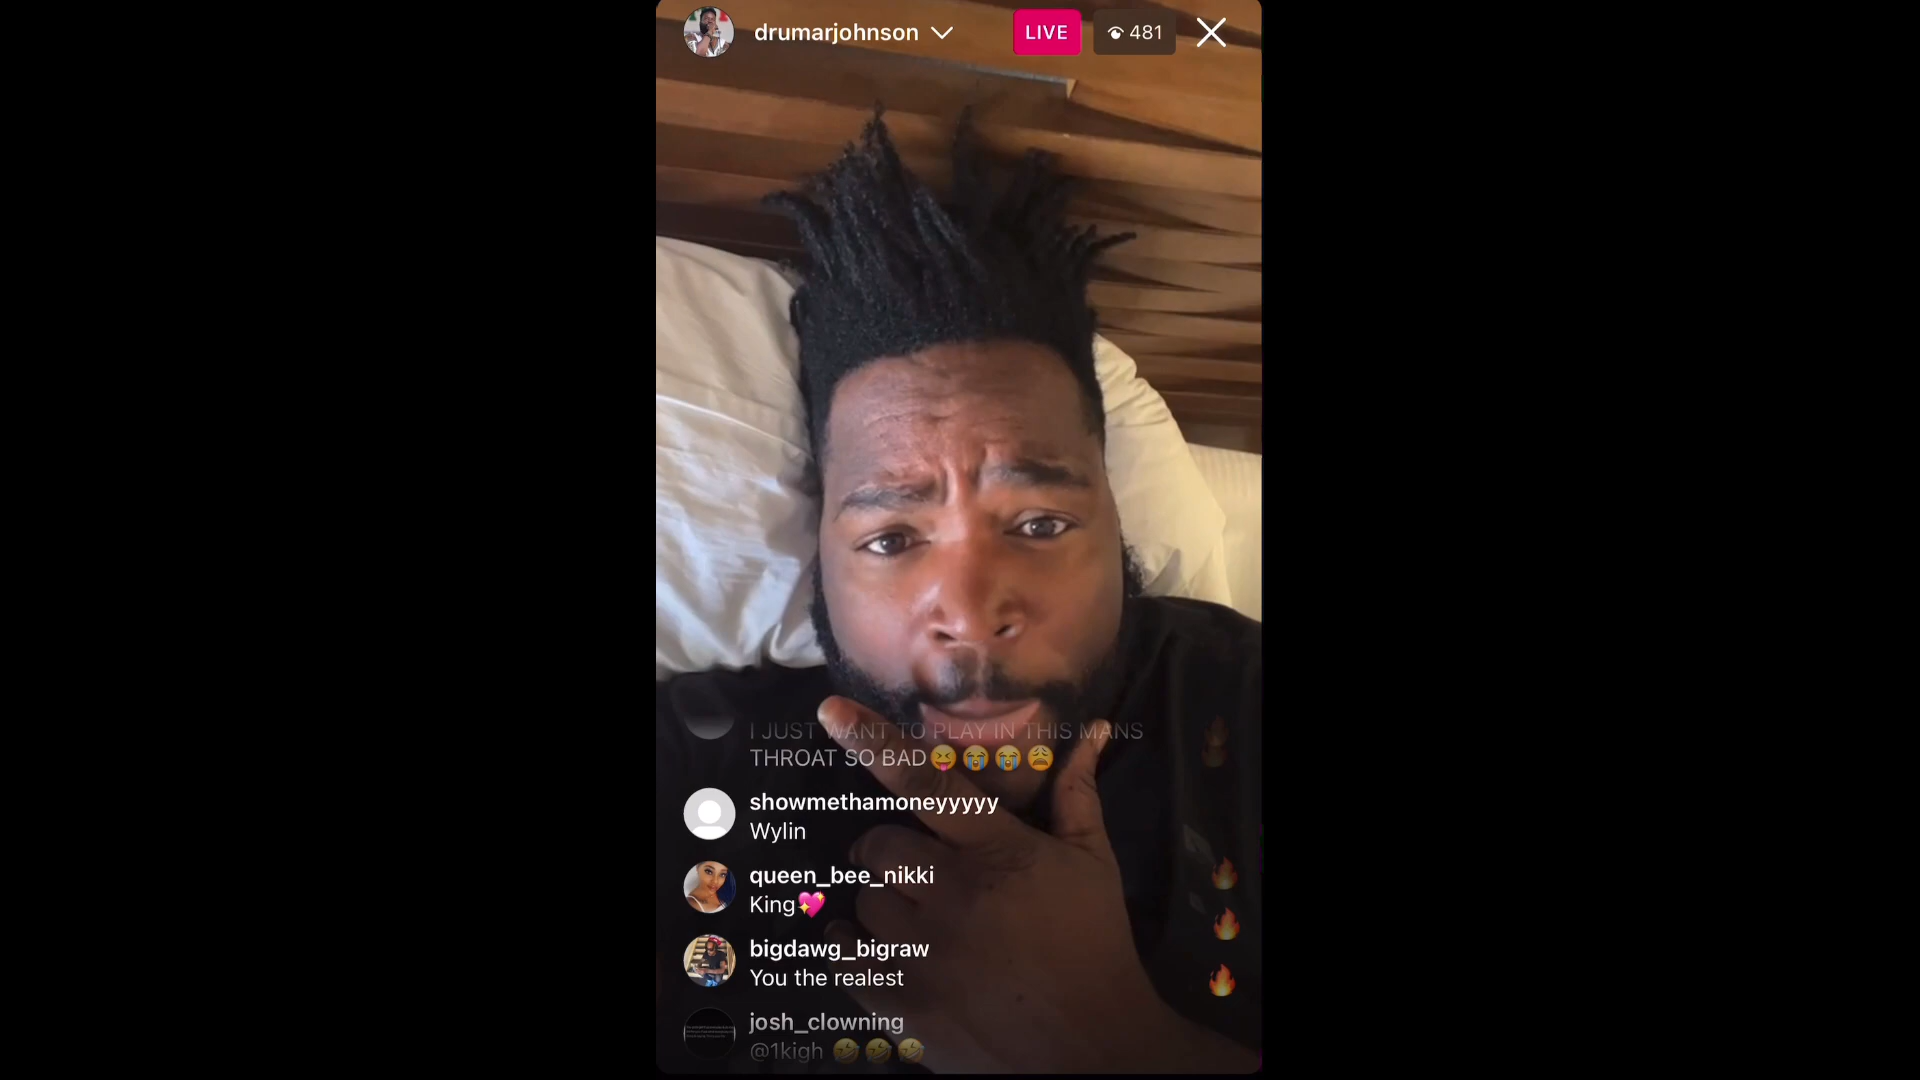 drumarjohnson
LIVE
481
I JUST WANT TO PLAY IN THIS MANS
THROAT SO BAD😝😭😭😩
showmethamoneyyyyy
Wylin
queen_bee_nikki
King💖
bigdawg_bigraw
You the realest
josh_clowning
@1kigh 🤣🤣🤣